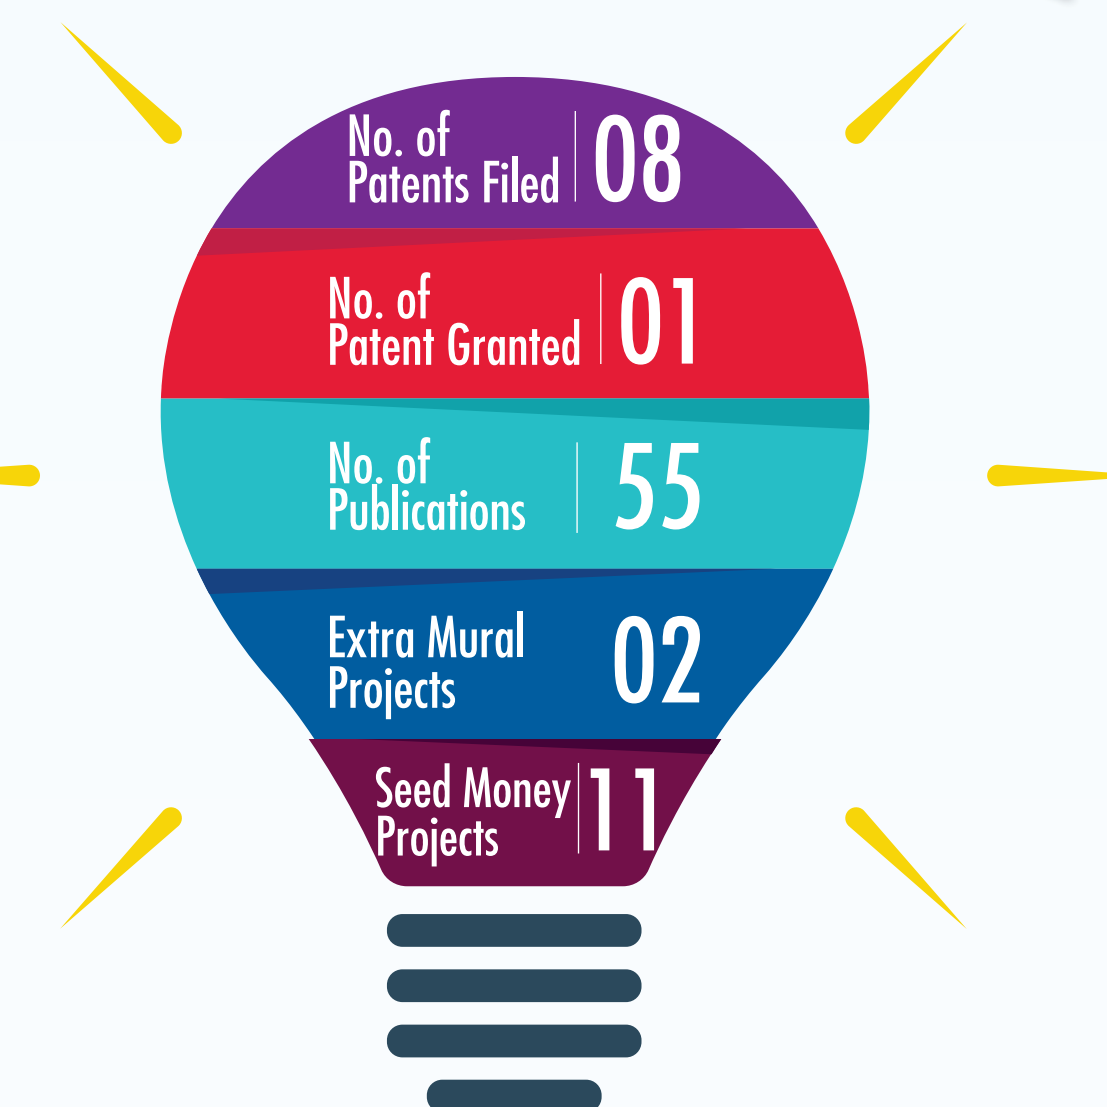 No. of
Patents Filed
08
No. of
Patent Granted
01
No. of
Publications
55
Extra Mural
Projects
02
Seed Money
Projects
11